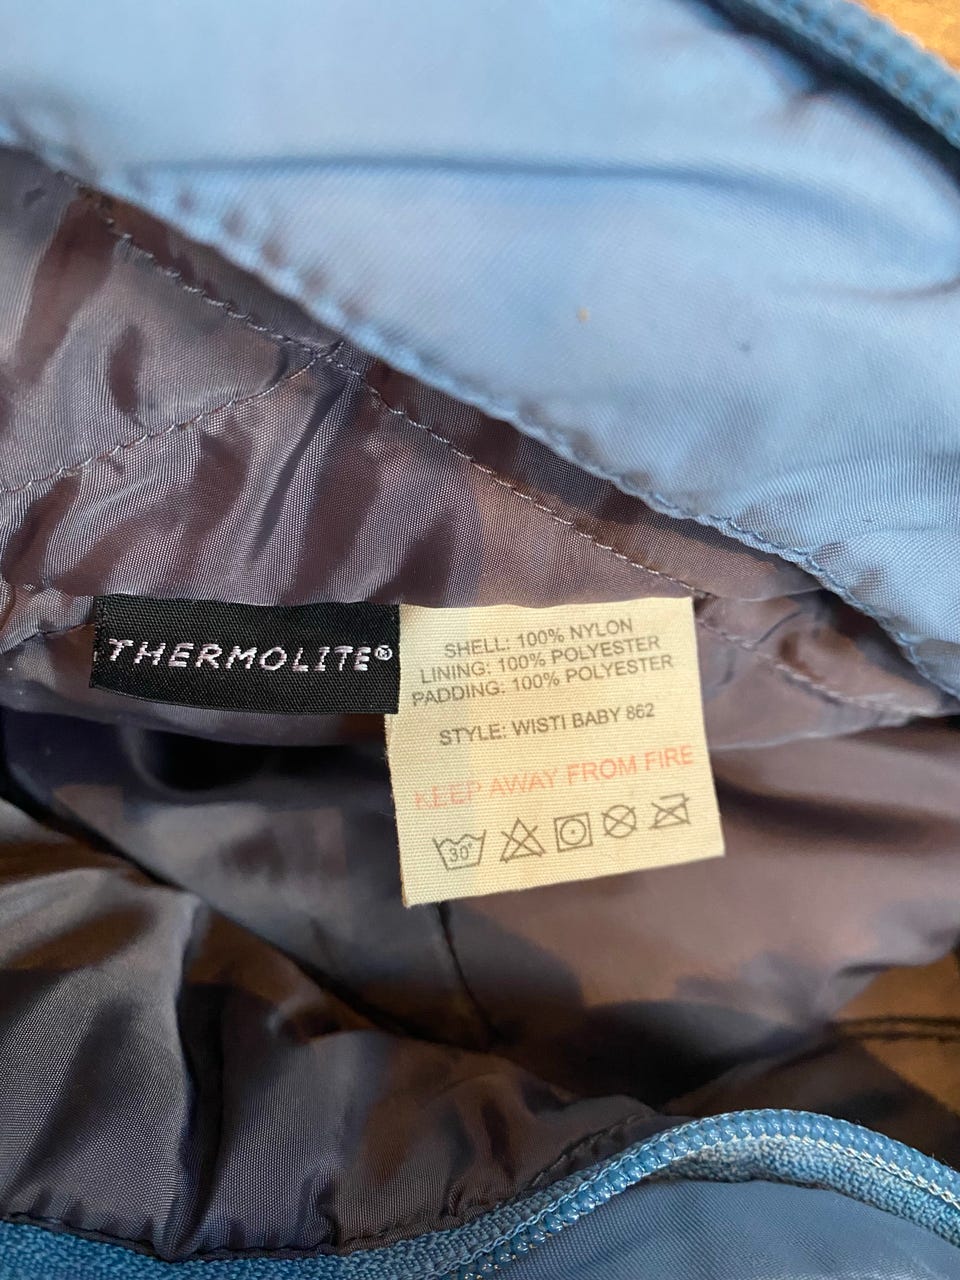 THERMOLITE®
SHELL: 100% NYLON
LINING: 100% POLYESTER
PADDING: 100% POLYESTER
STYLE: WISTI BABY 862
KEEP AWAY FROM FIRE
30°